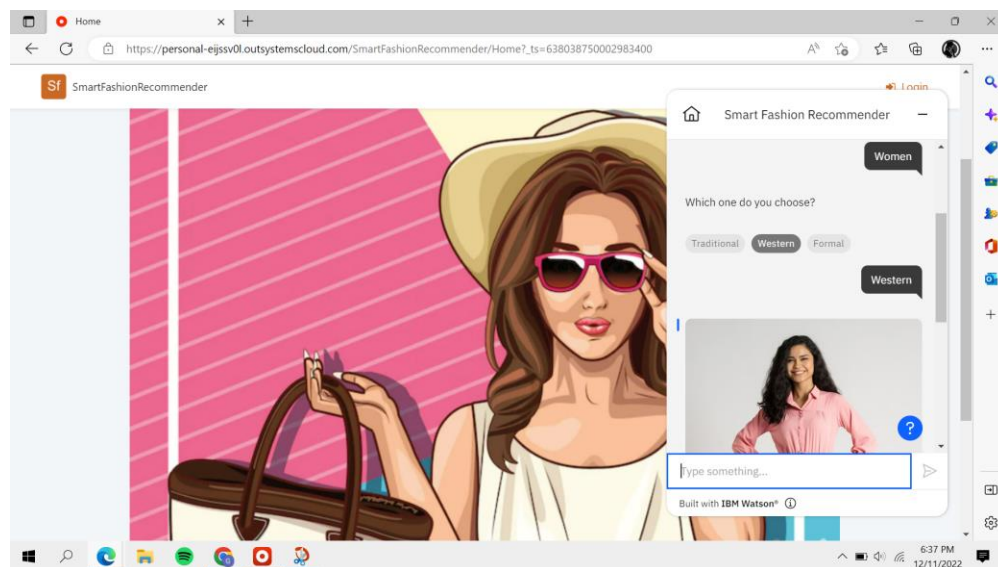 Home
https://personal-eijssv0l.outsystemscloud.com/SmartFashionRecommender/Home?_ts=638038750002983400
Sf SmartFashionRecommender
Login
Smart Fashion Recommender
Women
Which one do you choose?
Traditional Western Formal
Western
?
Type something...
Built with IBM Watson®
6:37 PM
12/11/2022